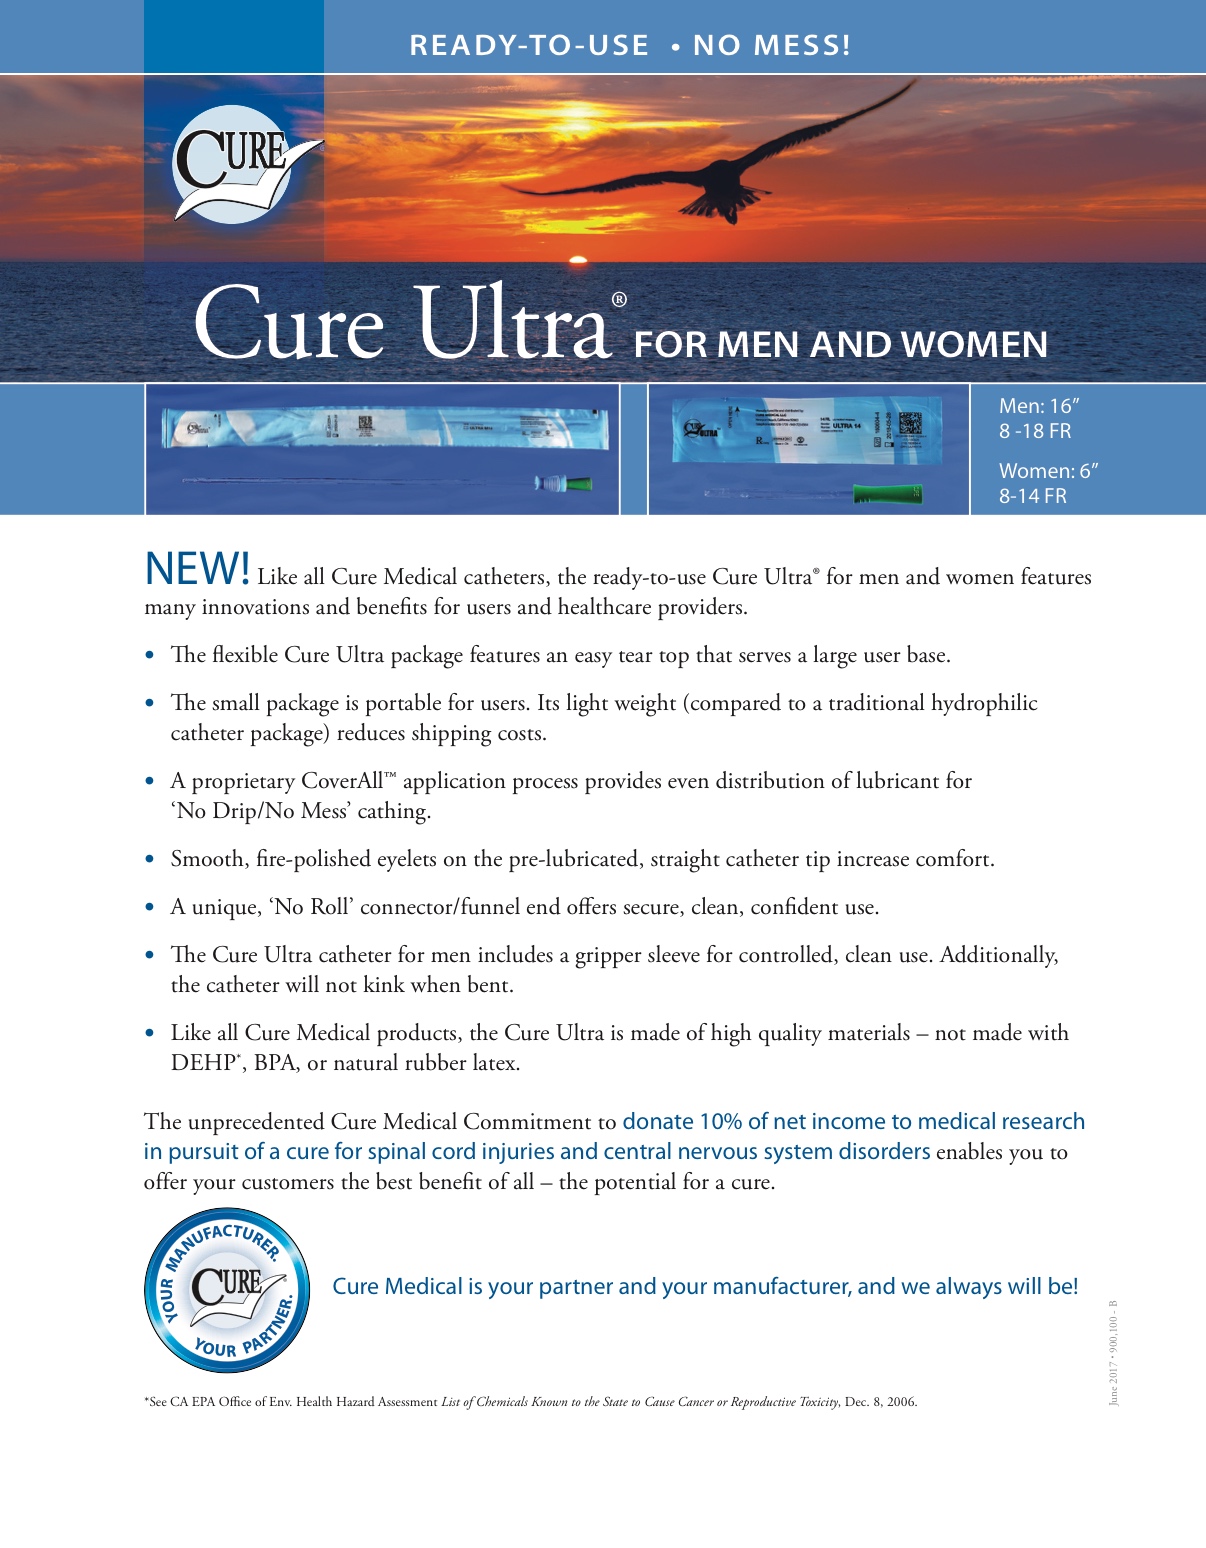 READY-TO-USE • NO MESS!
CURE
Cure Ultra® FOR MEN AND WOMEN
CURE ULTRA
ULTRA 14
Men: 16”
8 -18 FR
Women: 6”
8-14 FR
NEW! Like all Cure Medical catheters, the ready-to-use Cure Ultra® for men and women features
many innovations and benefits for users and healthcare providers.
• The flexible Cure Ultra package features an easy tear top that serves a large user base.
• The small package is portable for users. Its light weight (compared to a traditional hydrophilic
catheter package) reduces shipping costs.
• A proprietary CoverAll™ application process provides even distribution of lubricant for
‘No Drip/No Mess’ cathing.
• Smooth, fire-polished eyelets on the pre-lubricated, straight catheter tip increase comfort.
• A unique, ‘No Roll’ connector/funnel end offers secure, clean, confident use.
• The Cure Ultra catheter for men includes a gripper sleeve for controlled, clean use. Additionally,
the catheter will not kink when bent.
• Like all Cure Medical products, the Cure Ultra is made of high quality materials – not made with
DEHP*, BPA, or natural rubber latex.
The unprecedented Cure Medical Commitment to donate 10% of net income to medical research
in pursuit of a cure for spinal cord injuries and central nervous system disorders enables you to
offer your customers the best benefit of all – the potential for a cure.
YOUR MANUFACTURER.
CURE
YOUR PARTNER.
Cure Medical is your partner and your manufacturer, and we always will be!
June 2017 • 900,100 - B
*See CA EPA Office of Env. Health Hazard Assessment List of Chemicals Known to the State to Cause Cancer or Reproductive Toxicity, Dec. 8, 2006.